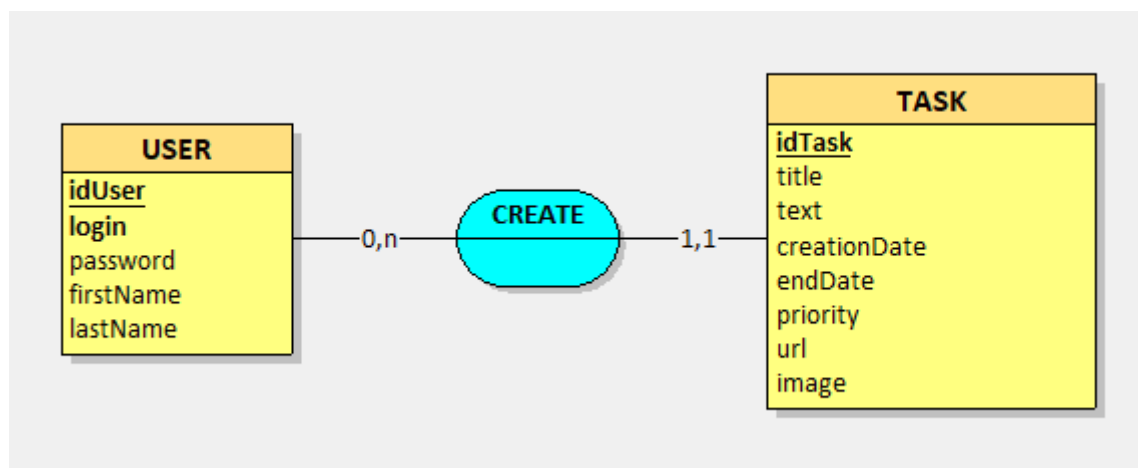 USER
idUser
login
password
firstName
lastName
0,n
CREATE
1,1
TASK
idTask
title
text
creationDate
endDate
priority
url
image